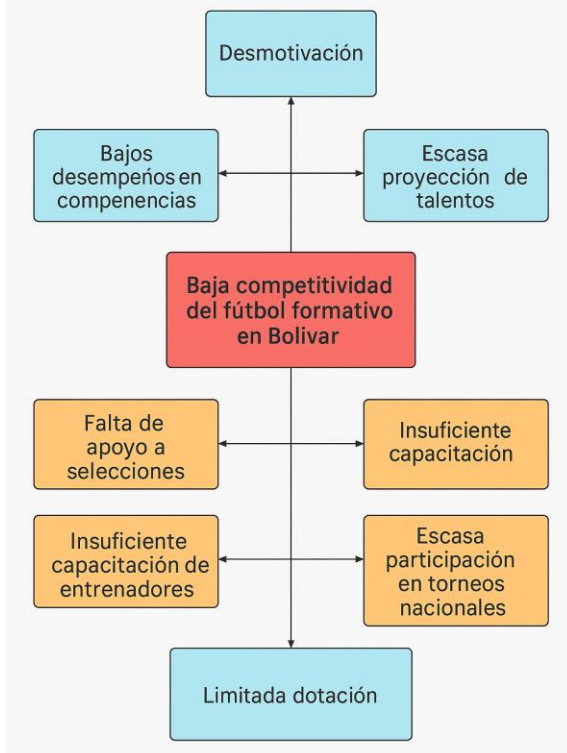 Desmotivación
Bajos
desempeńos en
compenencias
Escasa
proyección de
talentos
Baja competitividad
del fútbol formativo
en Bolivar
Falta de
apoyo a
selecciones
Insuficiente
capacitación
Insuficiente
capacitación de
entrenadores
Escasa
participación
en torneos
nacionales
Limitada dotación